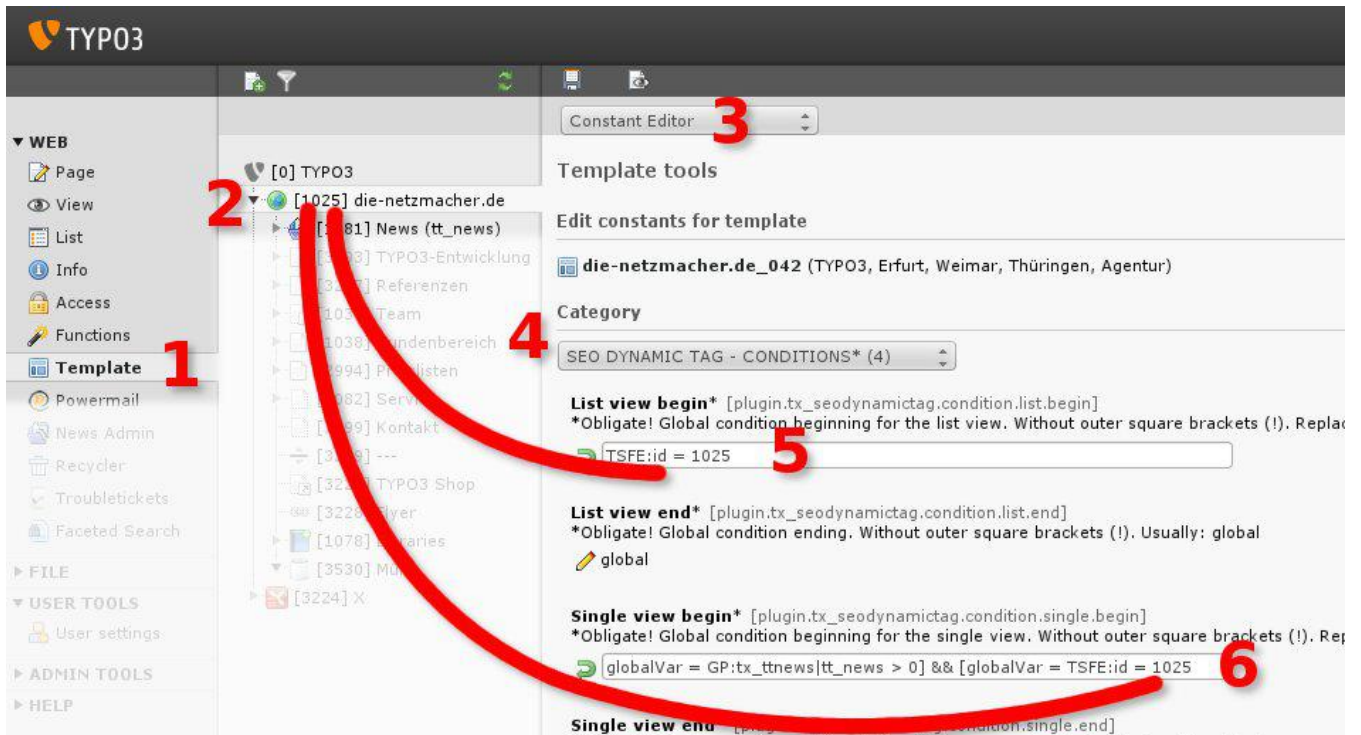 TYPO3
3
Constant Editor
WEB
Page
View
List
Info
Access
Functions
Template
1
Powermail
News Admin
Recycler
Troubletickets
Faceted Search
FILE
USER TOOLS
User settings
ADMIN TOOLS
HELP
[0] TYPO3
2
[1025] die-netzmacher.de
News (tt_news)
TYPO3-Entwicklung
Referenzen
Team
[3229] ---
TYPO3 Shop
[1078]
[3530]
[3224] X
Template tools
Edit constants for template
die-netzmacher.de_042 (TYPO3, Erfurt, Weimar, Thüringen, Agentur)
Category
4
SEO DYNAMIC TAG - CONDITIONS* (4)
List view begin* [plugin.tx_seodynamictag.condition.list.begin]
*Obligate! Global condition beginning for the list view. Without outer square brackets (!). Replac
TSFE:id = 1025
5
List view end* [plugin.tx_seodynamictag.condition.list.end]
*Obligate! Global condition ending. Without outer square brackets (!). Usually: global
global
Single view begin* [plugin.tx_seodynamictag.condition.single.begin]
*Obligate! Global condition beginning for the single view. Without outer square brackets (!). Rep
globalVar = GP:tx_ttnews|tt_news > 0] && [globalVar = TSFE:id = 1025
6
Single view end